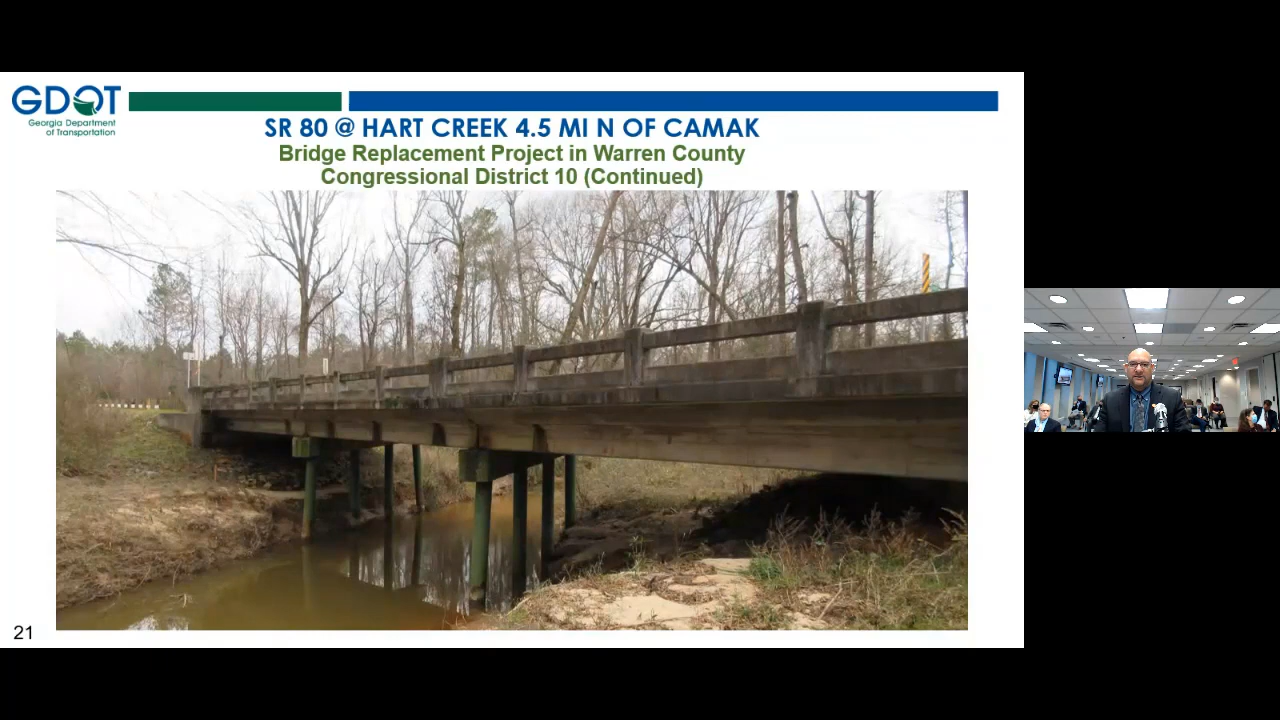 GDOT
Georgia Department
of Transportation
SR 80 @ HART CREEK 4.5 MI N OF CAMAK
Bridge Replacement Project in Warren County
Congressional District 10 (Continued)
21